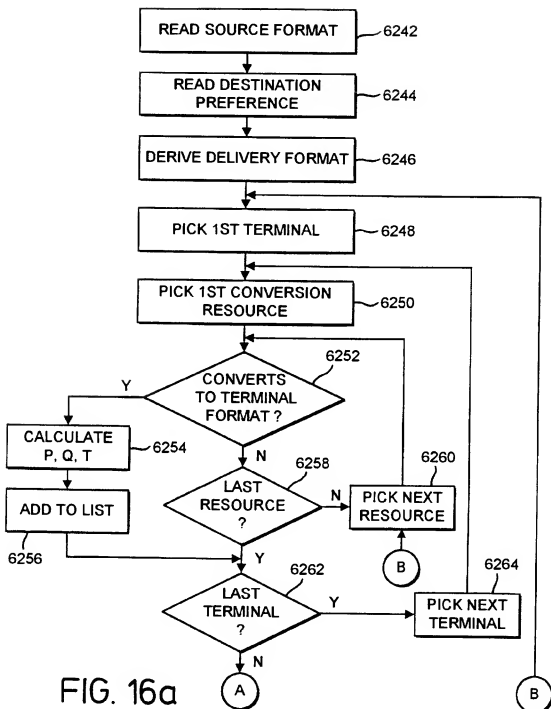 READ SOURCE FORMAT
6242
READ DESTINATION
PREFERENCE
6244
DERIVE DELIVERY FORMAT
6246
PICK 1ST TERMINAL
6248
PICK 1ST CONVERSION
RESOURCE
6250
6252
Y
CONVERTS
TO TERMINAL
FORMAT ?
CALCULATE
P, Q, T
6254
N
6258
6260
ADD TO LIST
LAST
RESOURCE
?
N
PICK NEXT
RESOURCE
6256
Y
B
6262
6264
LAST
TERMINAL
?
Y
PICK NEXT
TERMINAL
N
FIG. 16a
A
B